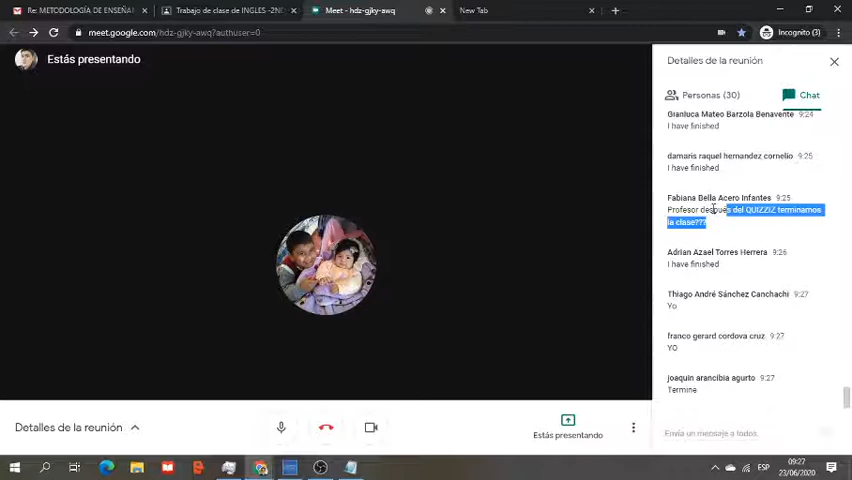 Re: METODOLOGÍA DE ENSEÑA
Trabajo de clase de INGLES -2NE
Meet - hdz-gjky-awq
New Tab
meet.google.com/hdz-gjky-awq?authuser=0
Incognito (3)
Estás presentando
Detalles de la reunión
Personas (30)
Chat
Gianluca Mateo Barzola Benavente 9:24
I have finished
damaris raquel hernandez cornelio 9:25
I have finished
Fabiana Bella Acero Infantes 9:25
Profesor después del QUIZZIZ terminamos
la clase???
Adrian Azael Torres Herrera 9:26
I have finished
Thiago André Sánchez Canchachi 9:27
Yo
franco gerard cordova cruz 9:27
YO
joaquin arancibia agurto 9:27
Termine
Envía un mensaje a todos.
Detalles de la reunión
Estás presentando
ESP
09:27
23/06/2020